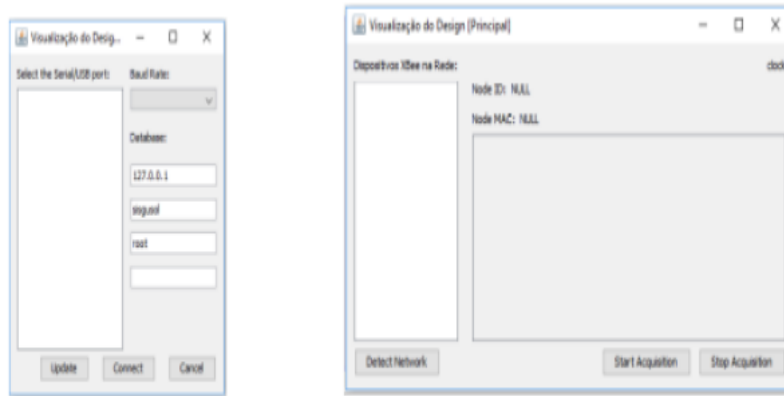 Visualização do Desig...
Select the Serial/USB port:
Baud Rate:
Database:
127.0.0.1
sisgusol
root
Update
Connect
Cancel
Visualização do Design [Principal]
Dispositivos XBee na Rede:
clock
Node ID: NULL
Node MAC: NULL
Detect Network
Start Acquisition
Stop Acquisition